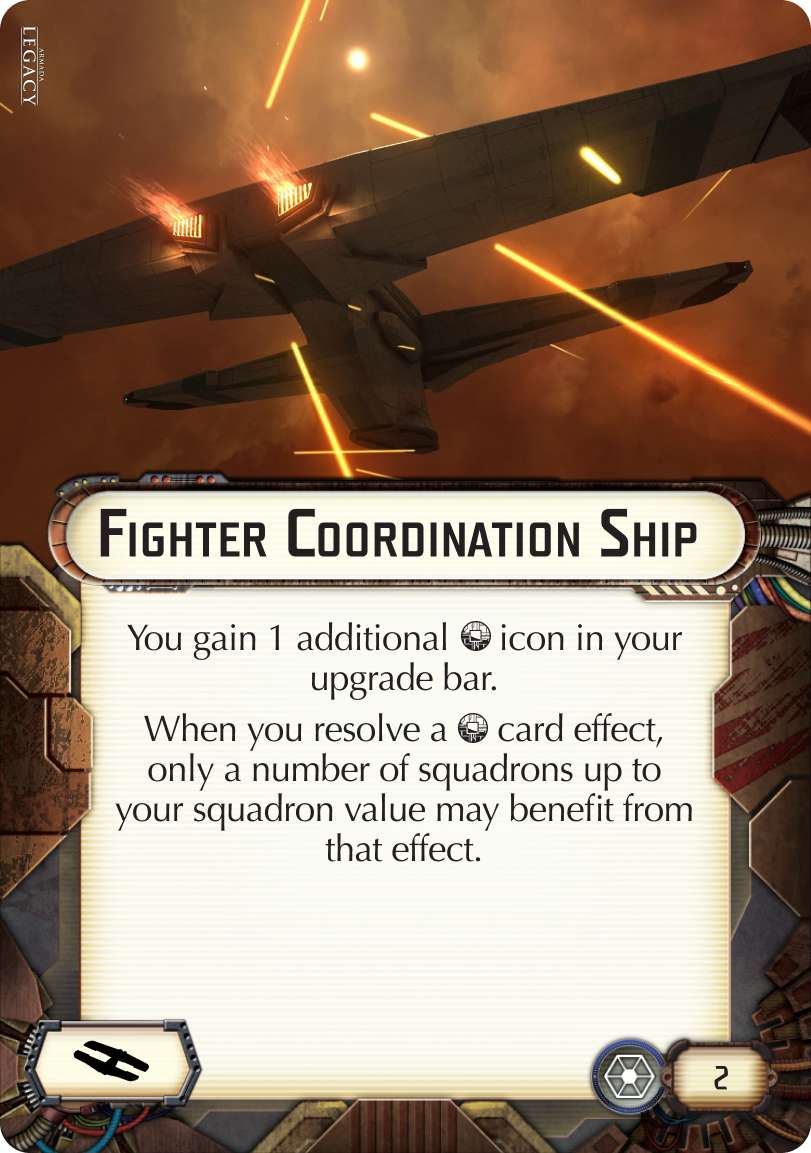 ARMADA
LEGACY
Fighter Coordination Ship
You gain 1 additional icon in your
upgrade bar.
When you resolve a card effect,
only a number of squadrons up to
your squadron value may benefit from
that effect.
2